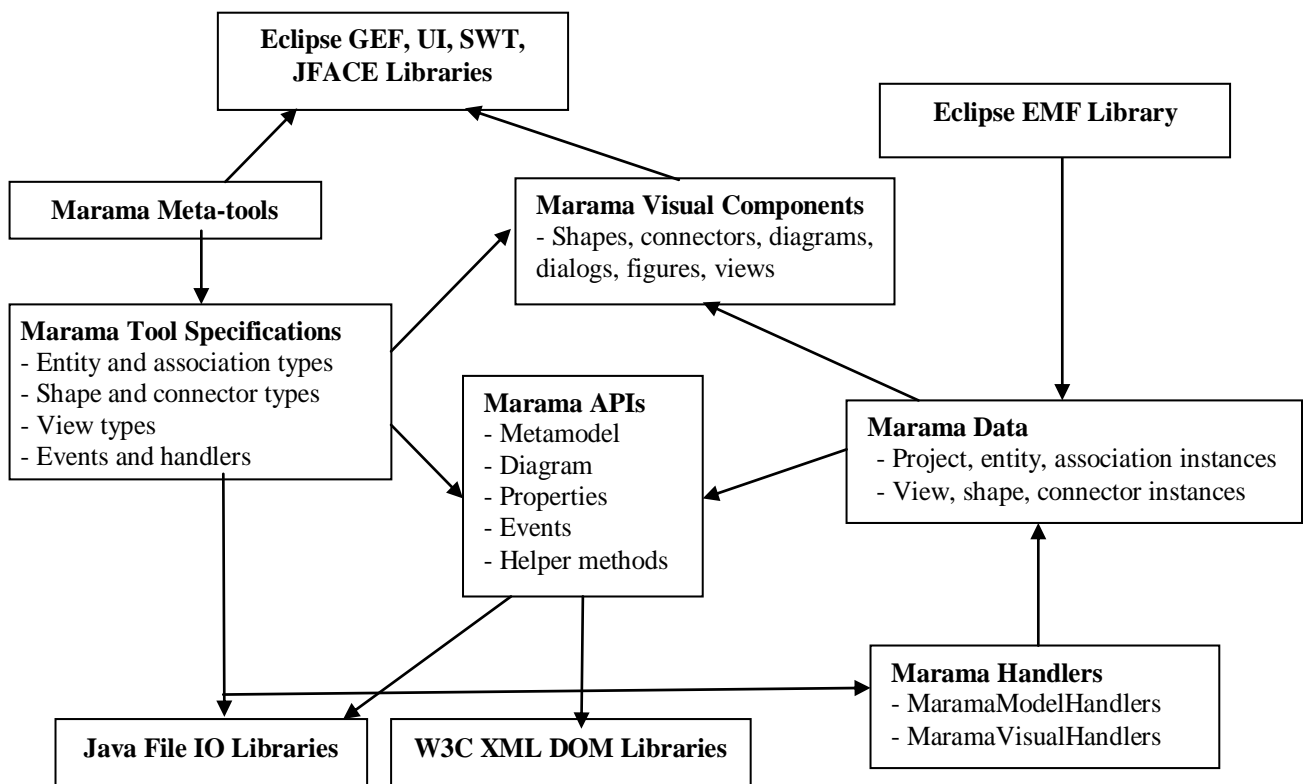 Eclipse GEF, UI, SWT,
JFACE Libraries
Eclipse EMF Library
Marama Meta-tools
Marama Visual Components
- Shapes, connectors, diagrams,
dialogs, figures, views
Marama Tool Specifications
- Entity and association types
- Shape and connector types
- View types
- Events and handlers
Marama APIs
- Metamodel
- Diagram
- Properties
- Events
- Helper methods
Marama Data
- Project, entity, association instances
- View, shape, connector instances
Marama Handlers
- MaramaModelHandlers
- MaramaVisualHandlers
Java File IO Libraries
W3C XML DOM Libraries